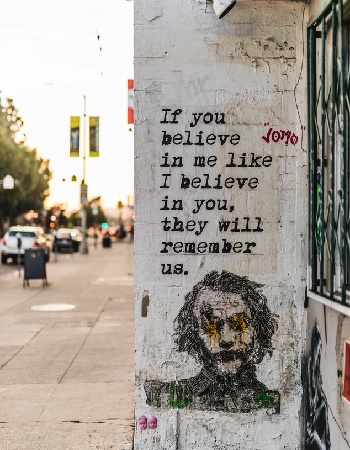 If you
believe
in me like
I believe
in you,
they will
remember
us.
JOMO